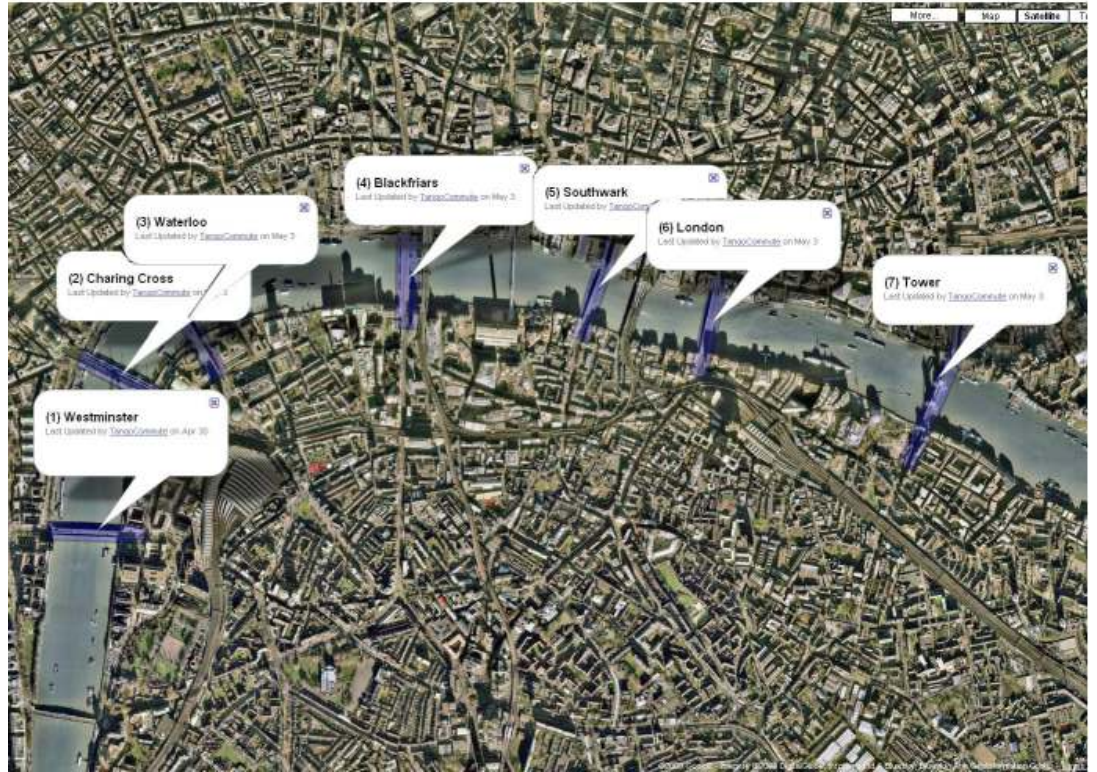 More...
Map
Satellite
(4) Blackfriars
Last Updated by TangoCommute on May 3
(5) Southwark
Last Updated by
(3) Waterloo
Last Updated by TangoCommute on May 3
(6) London
Last Updated by TangoCommute on May 3
(2) Charing Cross
Last Updated by TangoCommute on
(7) Tower
Last Updated by TangoCommute on May 3
(1) Westminster
Last Updated by TangoCommute on Apr 30